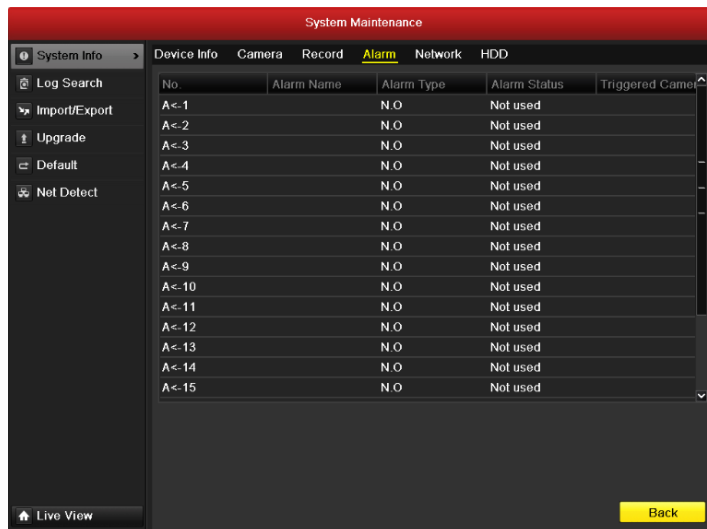 System Maintenance
System Info >
Log Search
Import/Export
Upgrade
Default
Net Detect
Live View
Device Info Camera Record Alarm Network HDD
No. Alarm Name Alarm Type Alarm Status Triggered Camer
A<-1 N.O Not used
A<-2 N.O Not used
A<-3 N.O Not used
A<-4 N.O Not used
A<-5 N.O Not used
A<-6 N.O Not used
A<-7 N.O Not used
A<-8 N.O Not used
A<-9 N.O Not used
A<-10 N.O Not used
A<-11 N.O Not used
A<-12 N.O Not used
A<-13 N.O Not used
A<-14 N.O Not used
A<-15 N.O Not used
Back